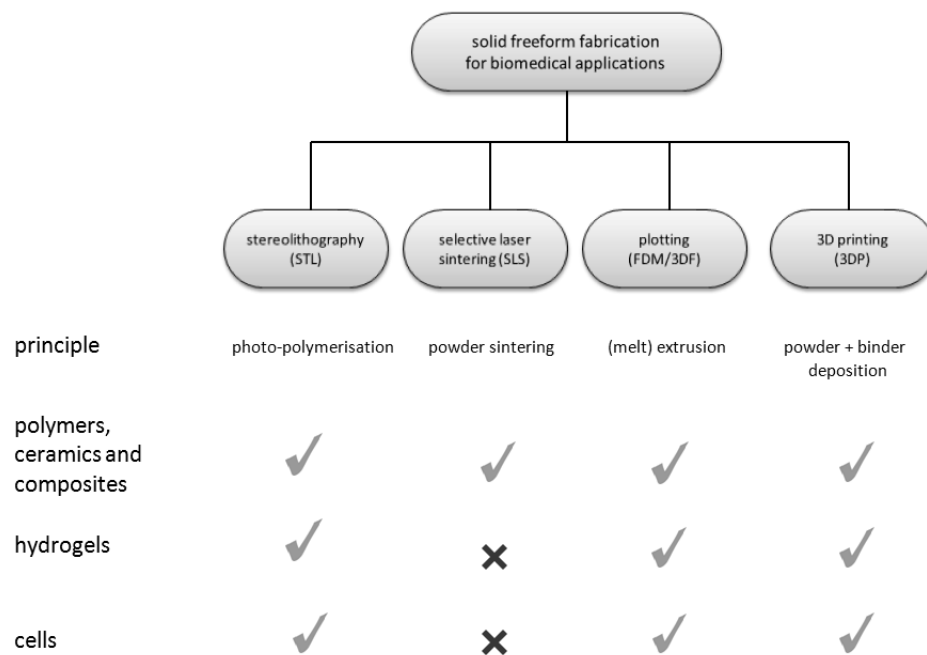 solid freeform fabrication
for biomedical applications
stereolithography
(STL)
selective laser
sintering (SLS)
plotting
(FDM/3DF)
3D printing
(3DP)
principle
photo-polymerisation
powder sintering
(melt) extrusion
powder + binder
deposition
polymers,
ceramics and
composites
hydrogels
cells